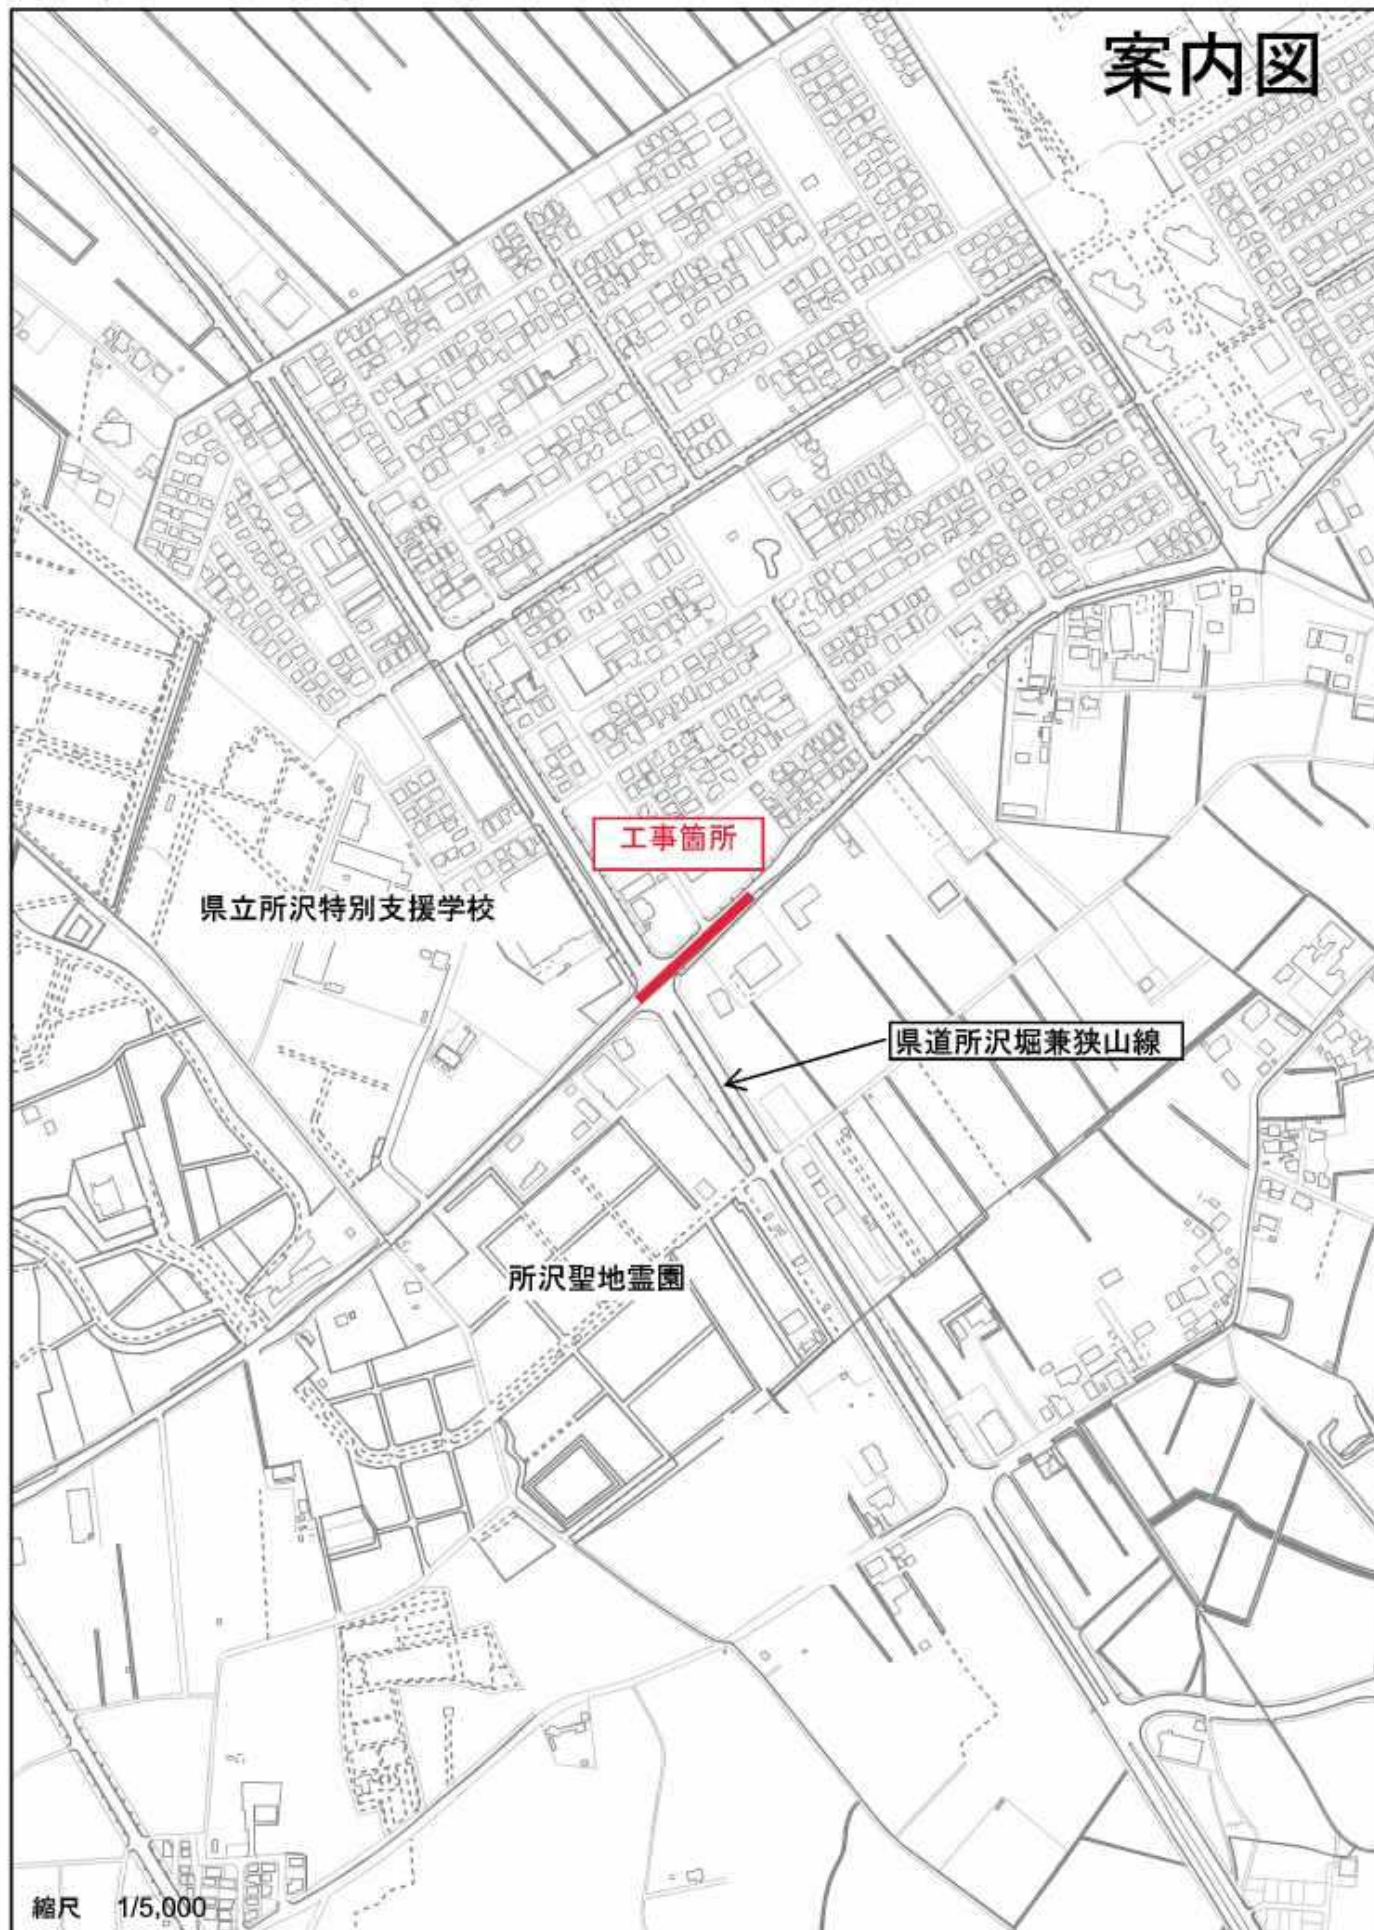 案内図
工事箇所
県立所沢特別支援学校
県道所沢堀兼狭山線
所沢聖地霊園
縮尺 1/5,000